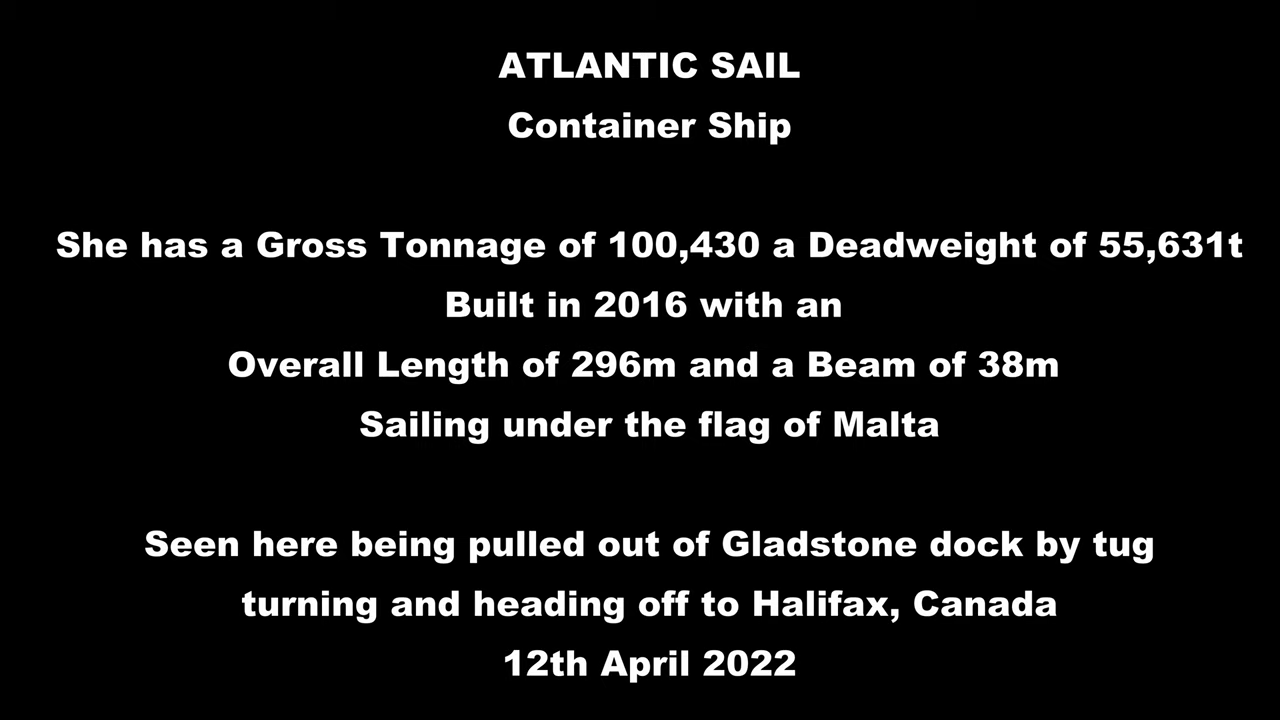 ATLANTIC SAIL
Container Ship
She has a Gross Tonnage of 100,430 a Deadweight of 55,631t
Built in 2016 with an
Overall Length of 296m and a Beam of 38m
Sailing under the flag of Malta
Seen here being pulled out of Gladstone dock by tug
turning and heading off to Halifax, Canada
12th April 2022